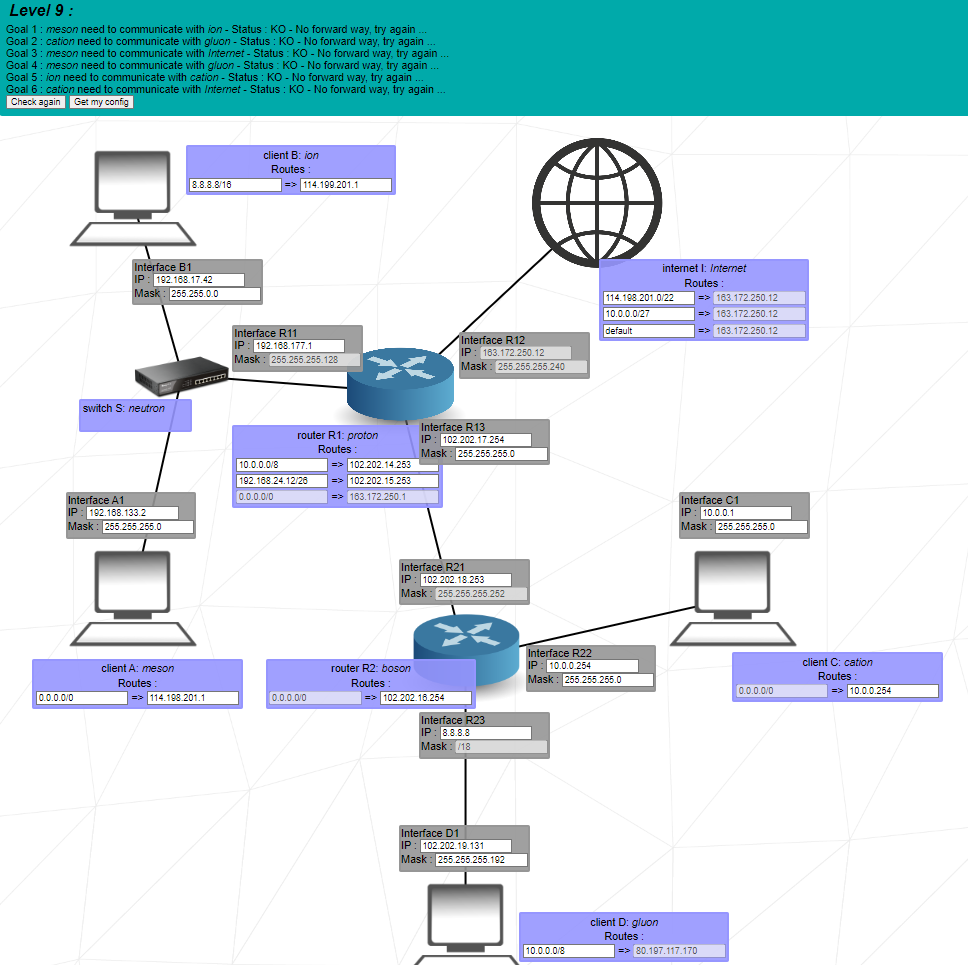 Level 9 :
Goal 1 : meson need to communicate with ion - Status : KO - No forward way, try again ...
Goal 2 : cation need to communicate with gluon - Status : KO - No forward way, try again ...
Goal 3 : meson need to communicate with Internet - Status : KO - No forward way, try again ...
Goal 4 : meson need to communicate with gluon - Status : KO - No forward way, try again ...
Goal 5 : ion need to communicate with cation - Status : KO - No forward way, try again ...
Goal 6 : cation need to communicate with Internet - Status : KO - No forward way, try again ...
Check again Get my config
client B: ion
Routes :
8.8.8.8/16 => 114.199.201.1
Interface B1
IP : 192.168.17.42
Mask : 255.255.0.0
internet I: Internet
Routes :
114.198.201.0/22 => 163.172.250.12
10.0.0.0/27 => 163.172.250.12
default => 163.172.250.12
Interface R11
IP : 192.168.177.1
Mask : 255.255.255.128
Interface R12
IP : 163.172.250.12
Mask : 255.255.255.240
switch S: neutron
Interface R13
IP : 102.202.17.254
Mask : 255.255.255.0
router R1: proton
Routes :
10.0.0.0/8 => 102.202.14.253
192.168.24.12/26 => 102.202.15.253
0.0.0.0/0 => 163.172.250.1
Interface A1
IP : 192.168.133.2
Mask : 255.255.255.0
Interface C1
IP : 10.0.0.1
Mask : 255.255.255.0
Interface R21
IP : 102.202.18.253
Mask : 255.255.255.252
client A: meson
Routes :
0.0.0.0/0 => 114.198.201.1
router R2: boson
Routes :
0.0.0.0/0 => 102.202.16.254
Interface R22
IP : 10.0.0.254
Mask : 255.255.255.0
client C: cation
Routes :
0.0.0.0/0 => 10.0.0.254
Interface R23
IP : 8.8.8.8
Mask : /18
Interface D1
IP : 102.202.19.131
Mask : 255.255.255.192
client D: gluon
Routes :
10.0.0.0/8 => 80.197.117.170